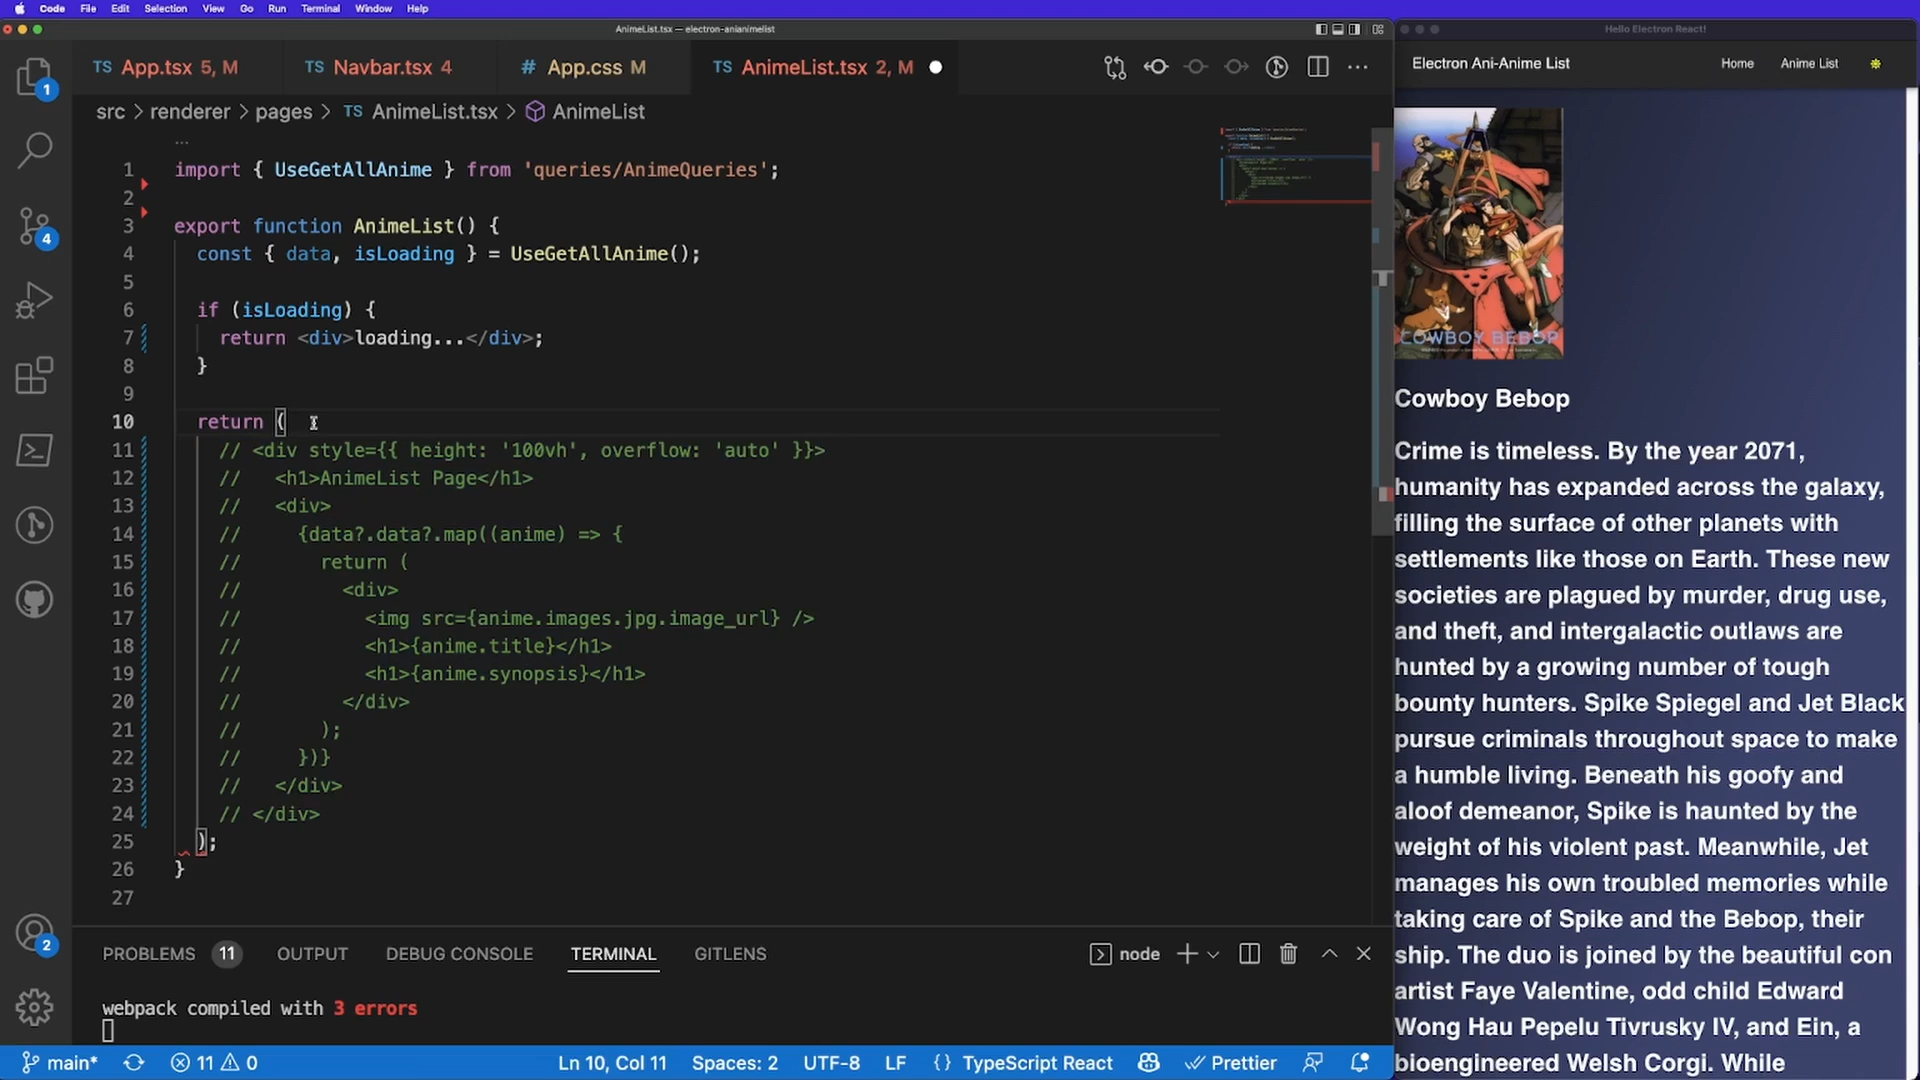 Code File Edit Selection View Go Run Terminal Window Help
AnimeList.tsx — electron-anianimelist
TS App.tsx 5, M
TS Navbar.tsx 4
# App.css M
TS AnimeList.tsx 2, M
src > renderer > pages > TS AnimeList.tsx > AnimeList
...
1 import { UseGetAllAnime } from 'queries/AnimeQueries';
2
3 export function AnimeList() {
4 const { data, isLoading } = UseGetAllAnime();
5
6 if (isLoading) {
7 return <div>loading...</div>;
8 }
9
10 return (
11 // <div style={{ height: '100vh', overflow: 'auto' }}>
12 // <h1>AnimeList Page</h1>
13 // <div>
14 // {data?.data?.map((anime) => {
15 // return (
16 // <div>
17 // <img src={anime.images.jpg.image_url} />
18 // <h1>{anime.title}</h1>
19 // <h1>{anime.synopsis}</h1>
20 // </div>
21 // );
22 // })}
23 // </div>
24 // </div>
25 );
26 }
27
1
4
2
PROBLEMS 11 OUTPUT DEBUG CONSOLE TERMINAL GITLENS
node
webpack compiled with 3 errors
main* 11 0 Ln 10, Col 11 Spaces: 2 UTF-8 LF {} TypeScript React Prettier
Hello Electron React!
Electron Ani-Anime List Home Anime List
COWBOY BEBOP
Cowboy Bebop
Crime is timeless. By the year 2071,
humanity has expanded across the galaxy,
filling the surface of other planets with
settlements like those on Earth. These new
societies are plagued by murder, drug use,
and theft, and intergalactic outlaws are
hunted by a growing number of tough
bounty hunters. Spike Spiegel and Jet Black
pursue criminals throughout space to make
a humble living. Beneath his goofy and
aloof demeanor, Spike is haunted by the
weight of his violent past. Meanwhile, Jet
manages his own troubled memories while
taking care of Spike and the Bebop, their
ship. The duo is joined by the beautiful con
artist Faye Valentine, odd child Edward
Wong Hau Pepelu Tivrusky IV, and Ein, a
bioengineered Welsh Corgi. While